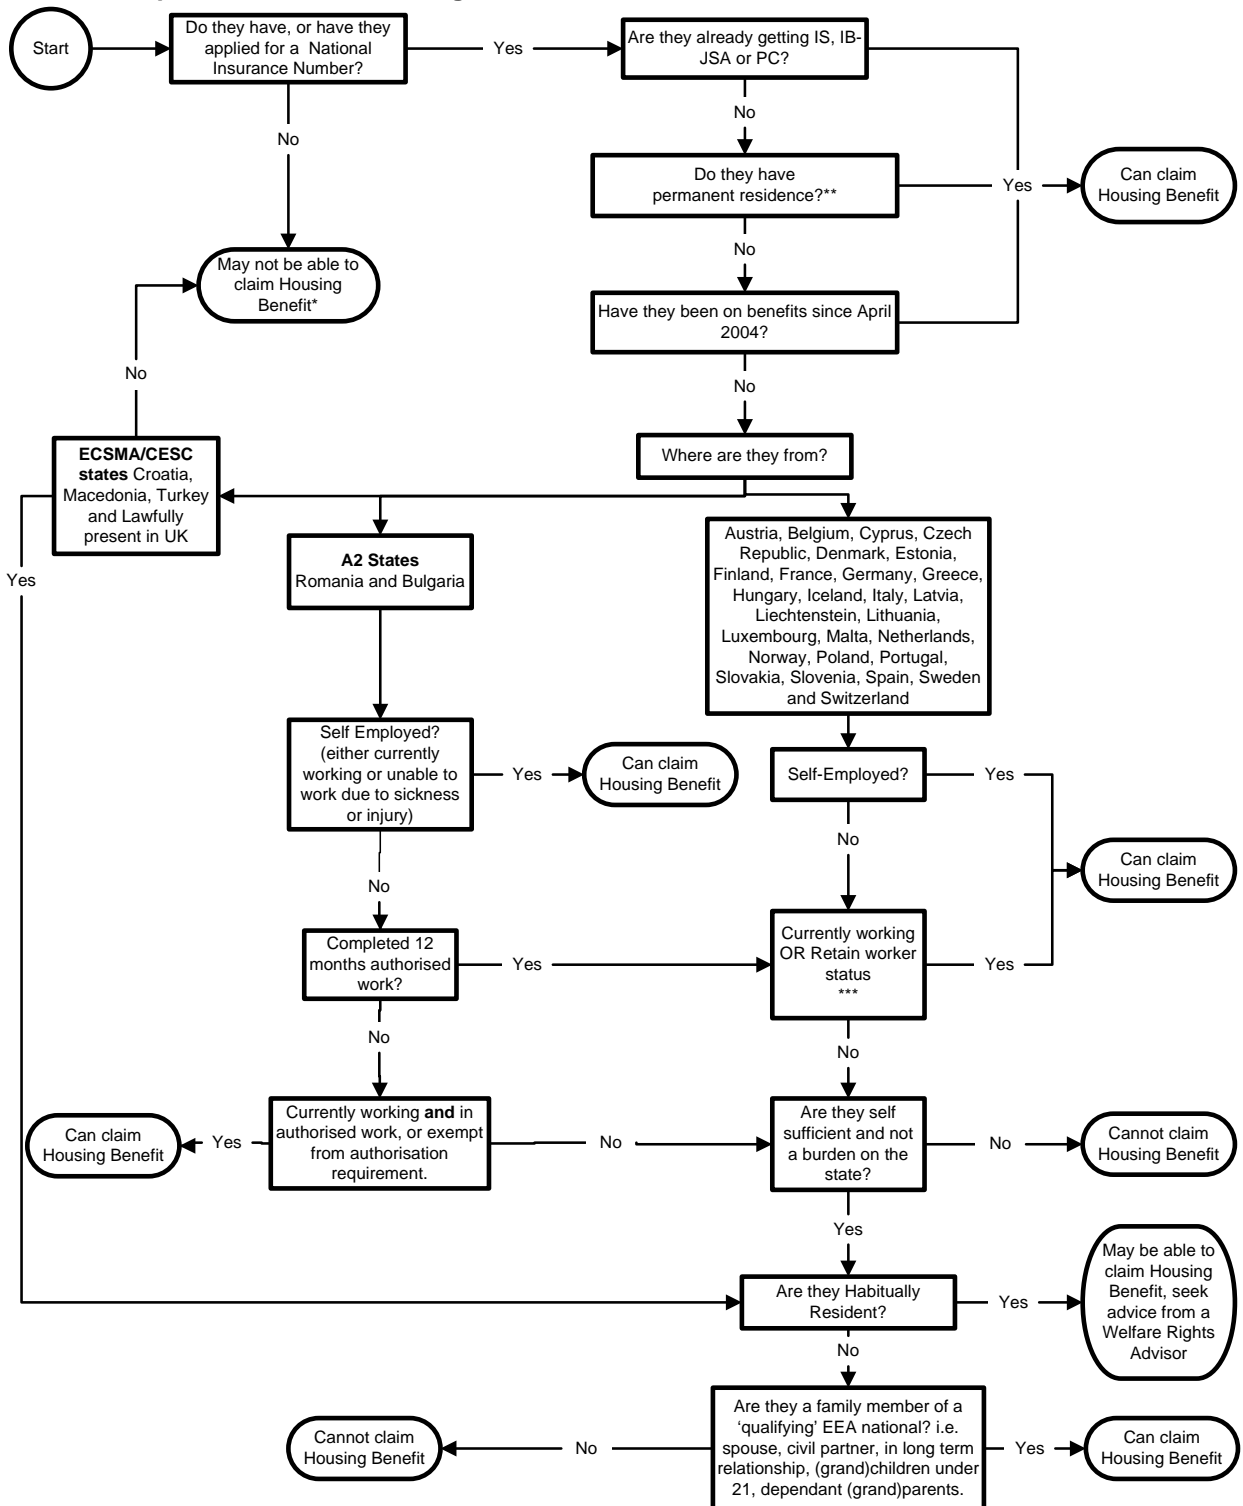 Start
Do they have, or have they
applied for a National
Insurance Number?
Yes
Are they already getting IS, IB-
JSA or PC?
No
No
Do they have
permanent residence?**
Yes
Can claim
Housing Benefit
No
May not be able to
claim Housing
Benefit*
Have they been on benefits since April
2004?
No
No
Where are they from?
ECSMA/CESC
states Croatia,
Macedonia, Turkey
and Lawfully
present in UK
Yes
A2 States
Romania and Bulgaria
Austria, Belgium, Cyprus, Czech
Republic, Denmark, Estonia,
Finland, France, Germany, Greece,
Hungary, Iceland, Italy, Latvia,
Liechtenstein, Lithuania,
Luxembourg, Malta, Netherlands,
Norway, Poland, Portugal,
Slovakia, Slovenia, Spain, Sweden
and Switzerland
Self Employed?
(either currently
working or unable to
work due to sickness
or injury)
Yes
Can claim
Housing Benefit
Self-Employed?
Yes
No
No
Can claim
Housing Benefit
Completed 12
months authorised
work?
Yes
Currently working
OR Retain worker
status
***
Yes
No
No
Can claim
Housing Benefit
Yes
Currently working and in
authorised work, or exempt
from authorisation
requirement.
No
Are they self
sufficient and not
a burden on the
state?
No
Cannot claim
Housing Benefit
Yes
Are they Habitually
Resident?
Yes
May be able to
claim Housing
Benefit, seek
advice from a
Welfare Rights
Advisor
No
Cannot claim
Housing Benefit
No
Are they a family member of a
‘qualifying’ EEA national? i.e.
spouse, civil partner, in long term
relationship, (grand)children under
21, dependant (grand)parents.
Yes
Can claim
Housing Benefit